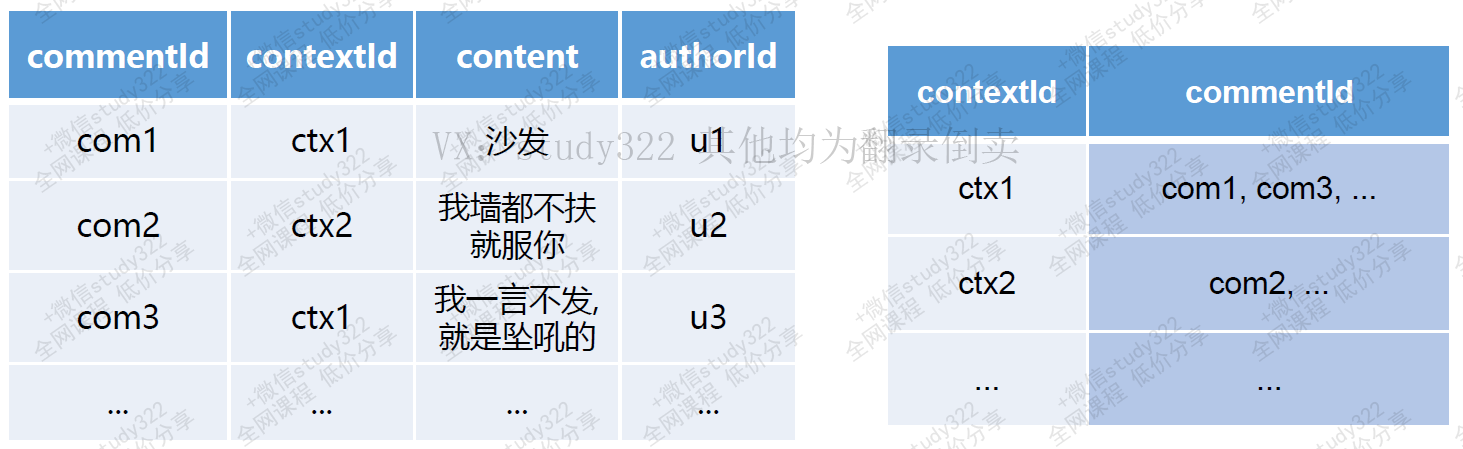 commentId contextId content authorId
com1 ctx1 沙发 u1
com2 ctx2 我墙都不扶
就服你 u2
com3 ctx1 我一言不发,
就是坠吼的 u3
... ... ... ...
contextId commentId
ctx1 com1, com3, ...
ctx2 com2, ...
... ...
VX: study322 其他均为翻录倒卖
+微信study322
全网课程 低价分享